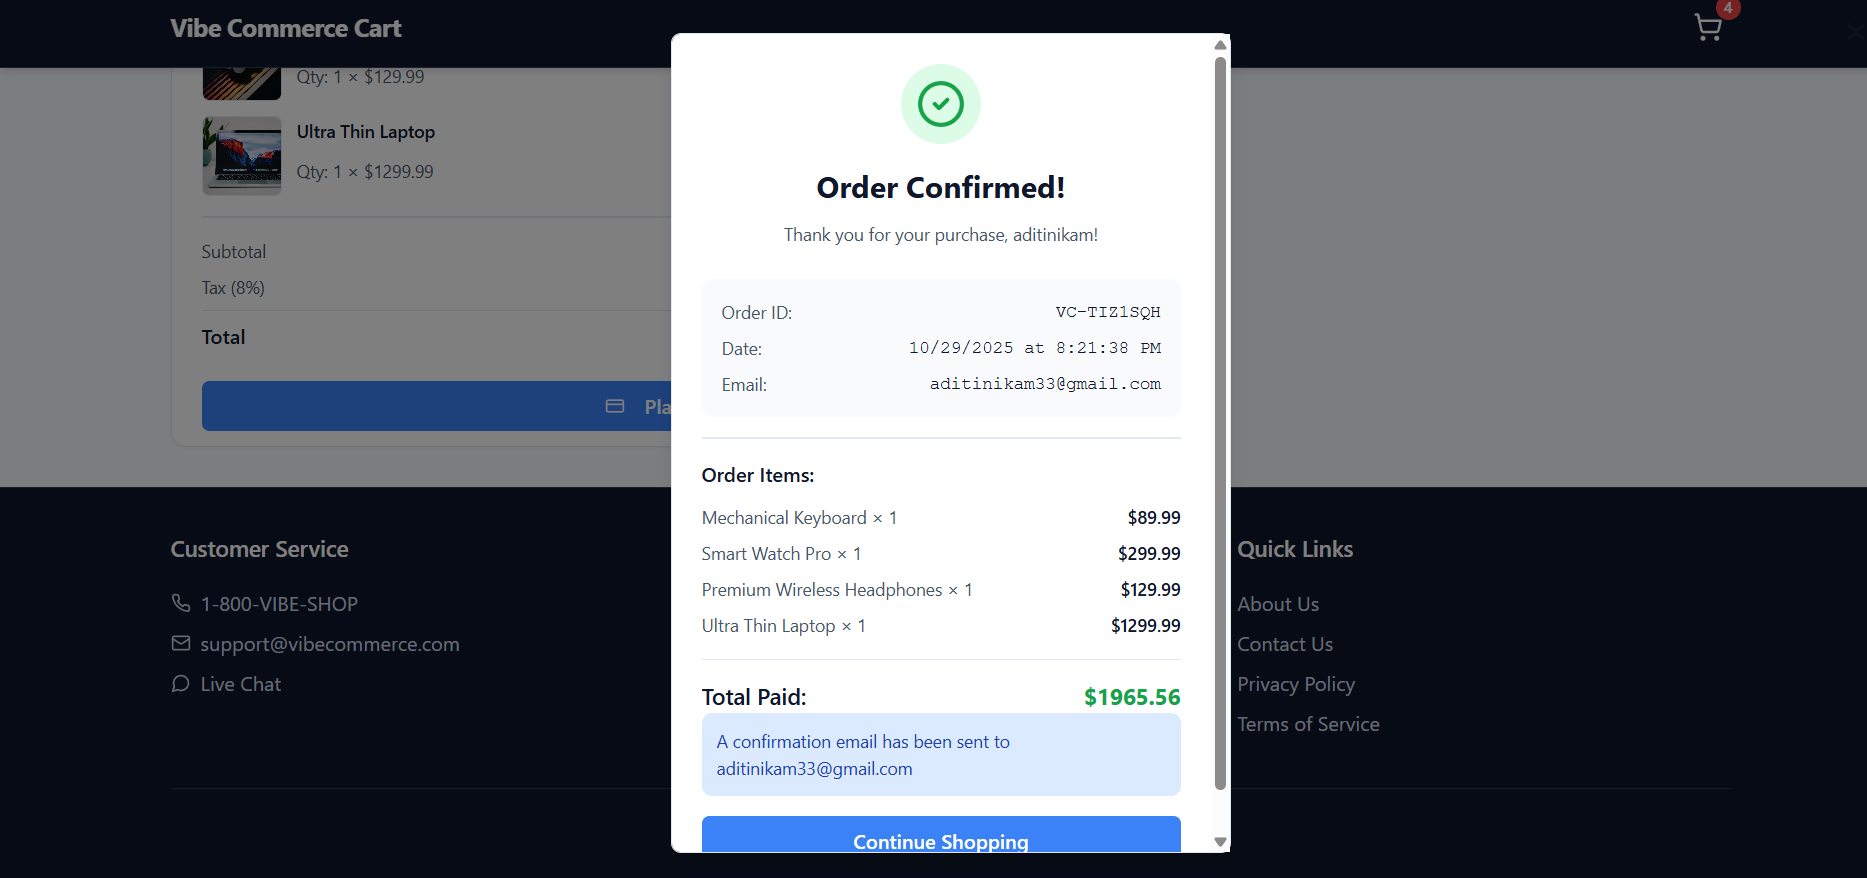 Vibe Commerce Cart
4
Qty: 1 × $129.99
Ultra Thin Laptop
Qty: 1 × $1299.99
Subtotal
Tax (8%)
Total
Pla
Order Confirmed!
Thank you for your purchase, aditinikam!
Order ID: VC-TIZ1SQH
Date: 10/29/2025 at 8:21:38 PM
Email: aditinikam33@gmail.com
Order Items:
Mechanical Keyboard × 1 $89.99
Smart Watch Pro × 1 $299.99
Premium Wireless Headphones × 1 $129.99
Ultra Thin Laptop × 1 $1299.99
Total Paid: $1965.56
A confirmation email has been sent to
aditinikam33@gmail.com
Continue Shopping
Customer Service
1-800-VIBE-SHOP
support@vibecommerce.com
Live Chat
Quick Links
About Us
Contact Us
Privacy Policy
Terms of Service